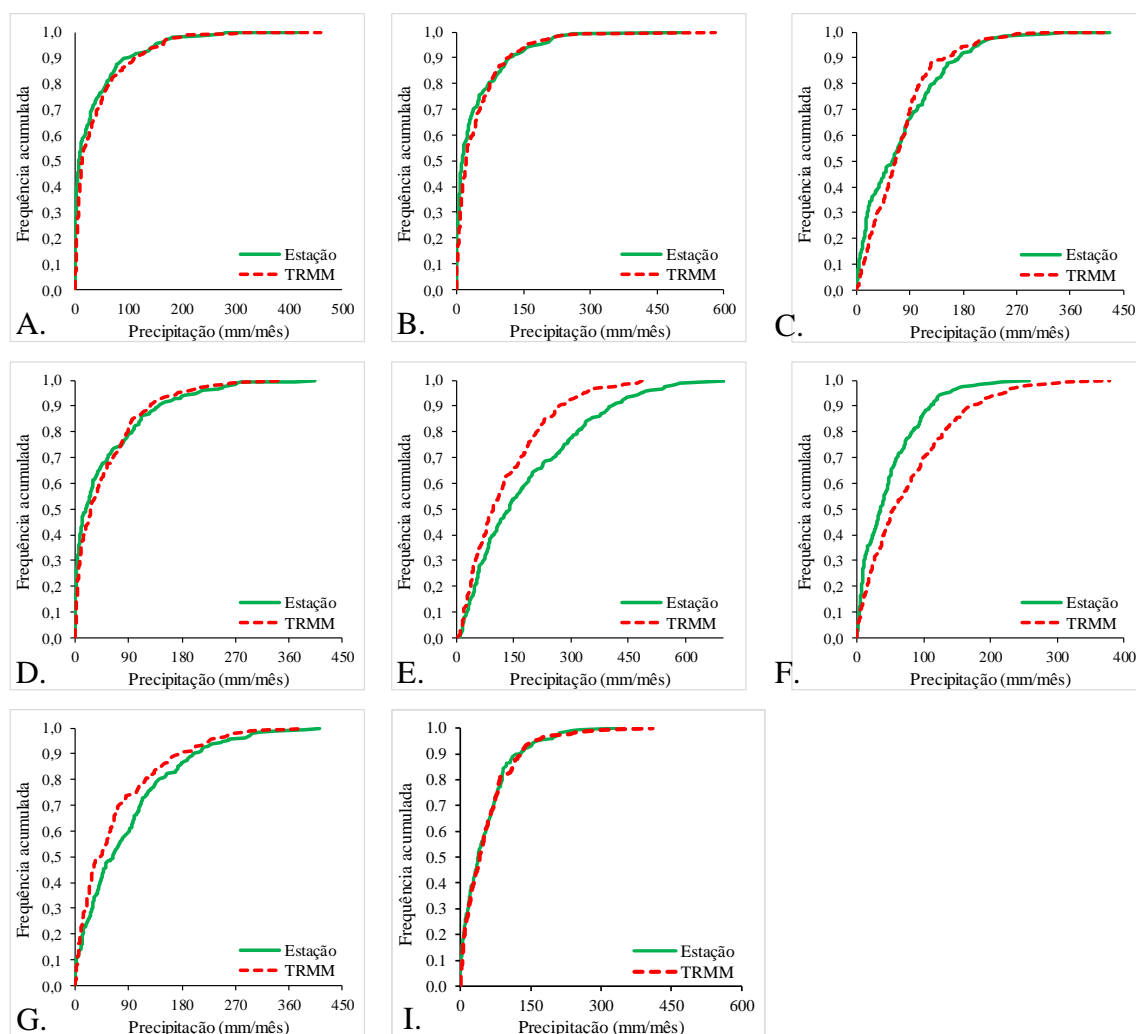 Frequência acumulada
1,0
0,9
0,8
0,7
0,6
0,5
0,4
0,3
0,2
0,1
0,0
Estação
TRMM
0 100 200 300 400 500
Precipitação (mm/mês)
A.
Frequência acumulada
1,0
0,9
0,8
0,7
0,6
0,5
0,4
0,3
0,2
0,1
0,0
Estação
TRMM
0 150 300 450 600
Precipitação (mm/mês)
B.
Frequência acumulada
1,0
0,9
0,8
0,7
0,6
0,5
0,4
0,3
0,2
0,1
0,0
Estação
TRMM
0 90 180 270 360 450
Precipitação (mm/mês)
C.
Frequência acumulada
1,0
0,9
0,8
0,7
0,6
0,5
0,4
0,3
0,2
0,1
0,0
Estação
TRMM
0 90 180 270 360 450
Precipitação (mm/mês)
D.
Frequência acumulada
1,0
0,9
0,8
0,7
0,6
0,5
0,4
0,3
0,2
0,1
0,0
Estação
TRMM
0 150 300 450 600
Precipitação (mm/mês)
E.
Frequência acumulada
1,0
0,9
0,8
0,7
0,6
0,5
0,4
0,3
0,2
0,1
0,0
Estação
TRMM
0 100 200 300 400
Precipitação (mm/mês)
F.
Frequência acumulada
1,0
0,9
0,8
0,7
0,6
0,5
0,4
0,3
0,2
0,1
0,0
Estação
TRMM
0 90 180 270 360 450
Precipitação (mm/mês)
G.
Frequência acumulada
1,0
0,9
0,8
0,7
0,6
0,5
0,4
0,3
0,2
0.1
0,0
Estação
TRMM
0 150 300 450 600
Precipitação (mm/mês)
I.